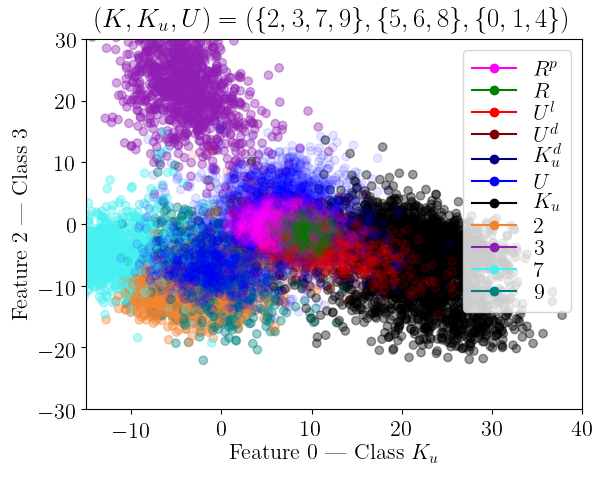 (K, K_u, U) = ({2, 3, 7, 9}, {5, 6, 8}, {0, 1, 4})
30
20
10
0
−10
−20
−30
Feature 2 — Class 3
R^p
R
U^l
U^d
K_u^d
U
K_u
2
3
7
9
−10
0
10
20
30
40
Feature 0 — Class K_u